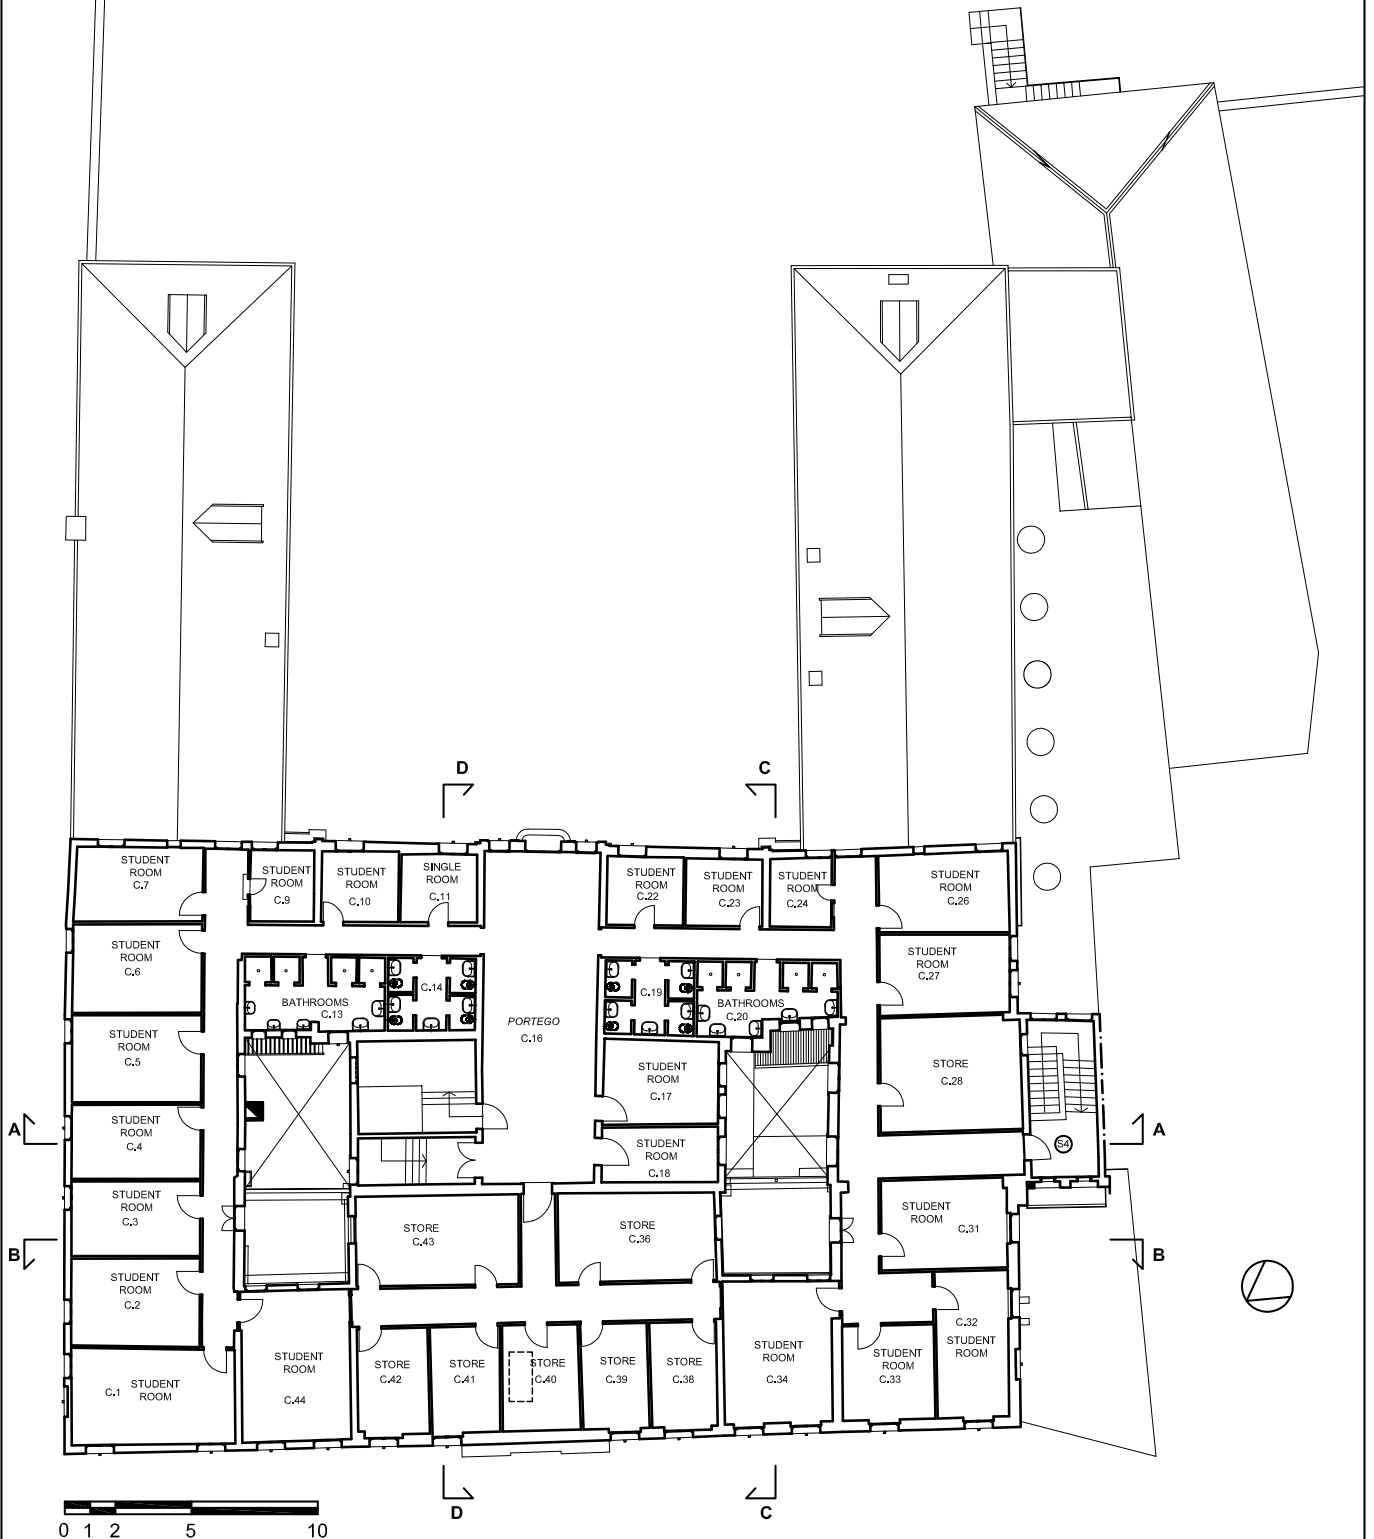 D
C
STUDENT
ROOM
C.7
STUDENT
ROOM
C.9
STUDENT
ROOM
C.10
SINGLE
ROOM
C.11
STUDENT
ROOM
C.22
STUDENT
ROOM
C.23
STUDENT
ROOM
C.24
STUDENT
ROOM
C.26
STUDENT
ROOM
C.6
STUDENT
ROOM
C.27
BATHROOMS
C.13
C.14
PORTEGO
C.16
C.19
BATHROOMS
C.20
STUDENT
ROOM
C.5
STUDENT
ROOM
C.17
STORE
C.28
STUDENT
ROOM
C.4
STUDENT
ROOM
C.18
A
A
S4
STUDENT
ROOM
C.3
STORE
C.43
STORE
C.36
STUDENT
ROOM
C.31
B
B
STUDENT
ROOM
C.2
C.32
STUDENT
ROOM
C.1
STUDENT
ROOM
STUDENT
ROOM
C.44
STORE
C.42
STORE
C.41
STORE
C.40
STORE
C.39
STORE
C.38
STUDENT
ROOM
C.34
STUDENT
ROOM
C.33
D
C
0 1 2 5 10